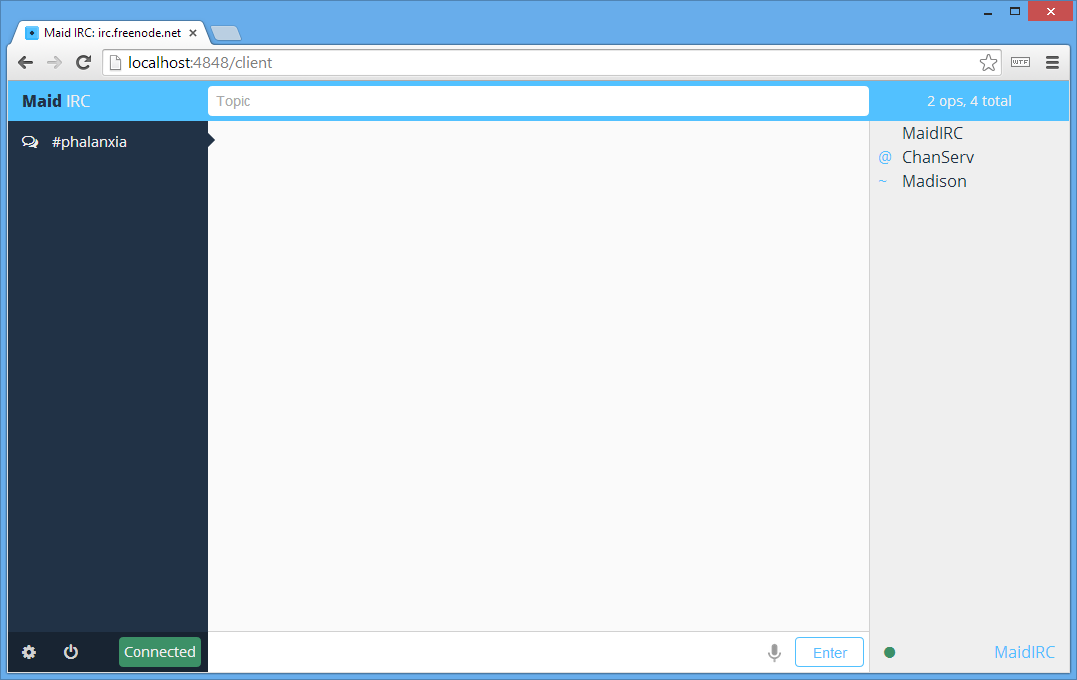 Maid IRC: irc.freenode.net
localhost:4848/client
WTF
Maid IRC
Topic
2 ops, 4 total
#phalanxia
MaidIRC
@ ChanServ
~ Madison
Connected
Enter
MaidIRC